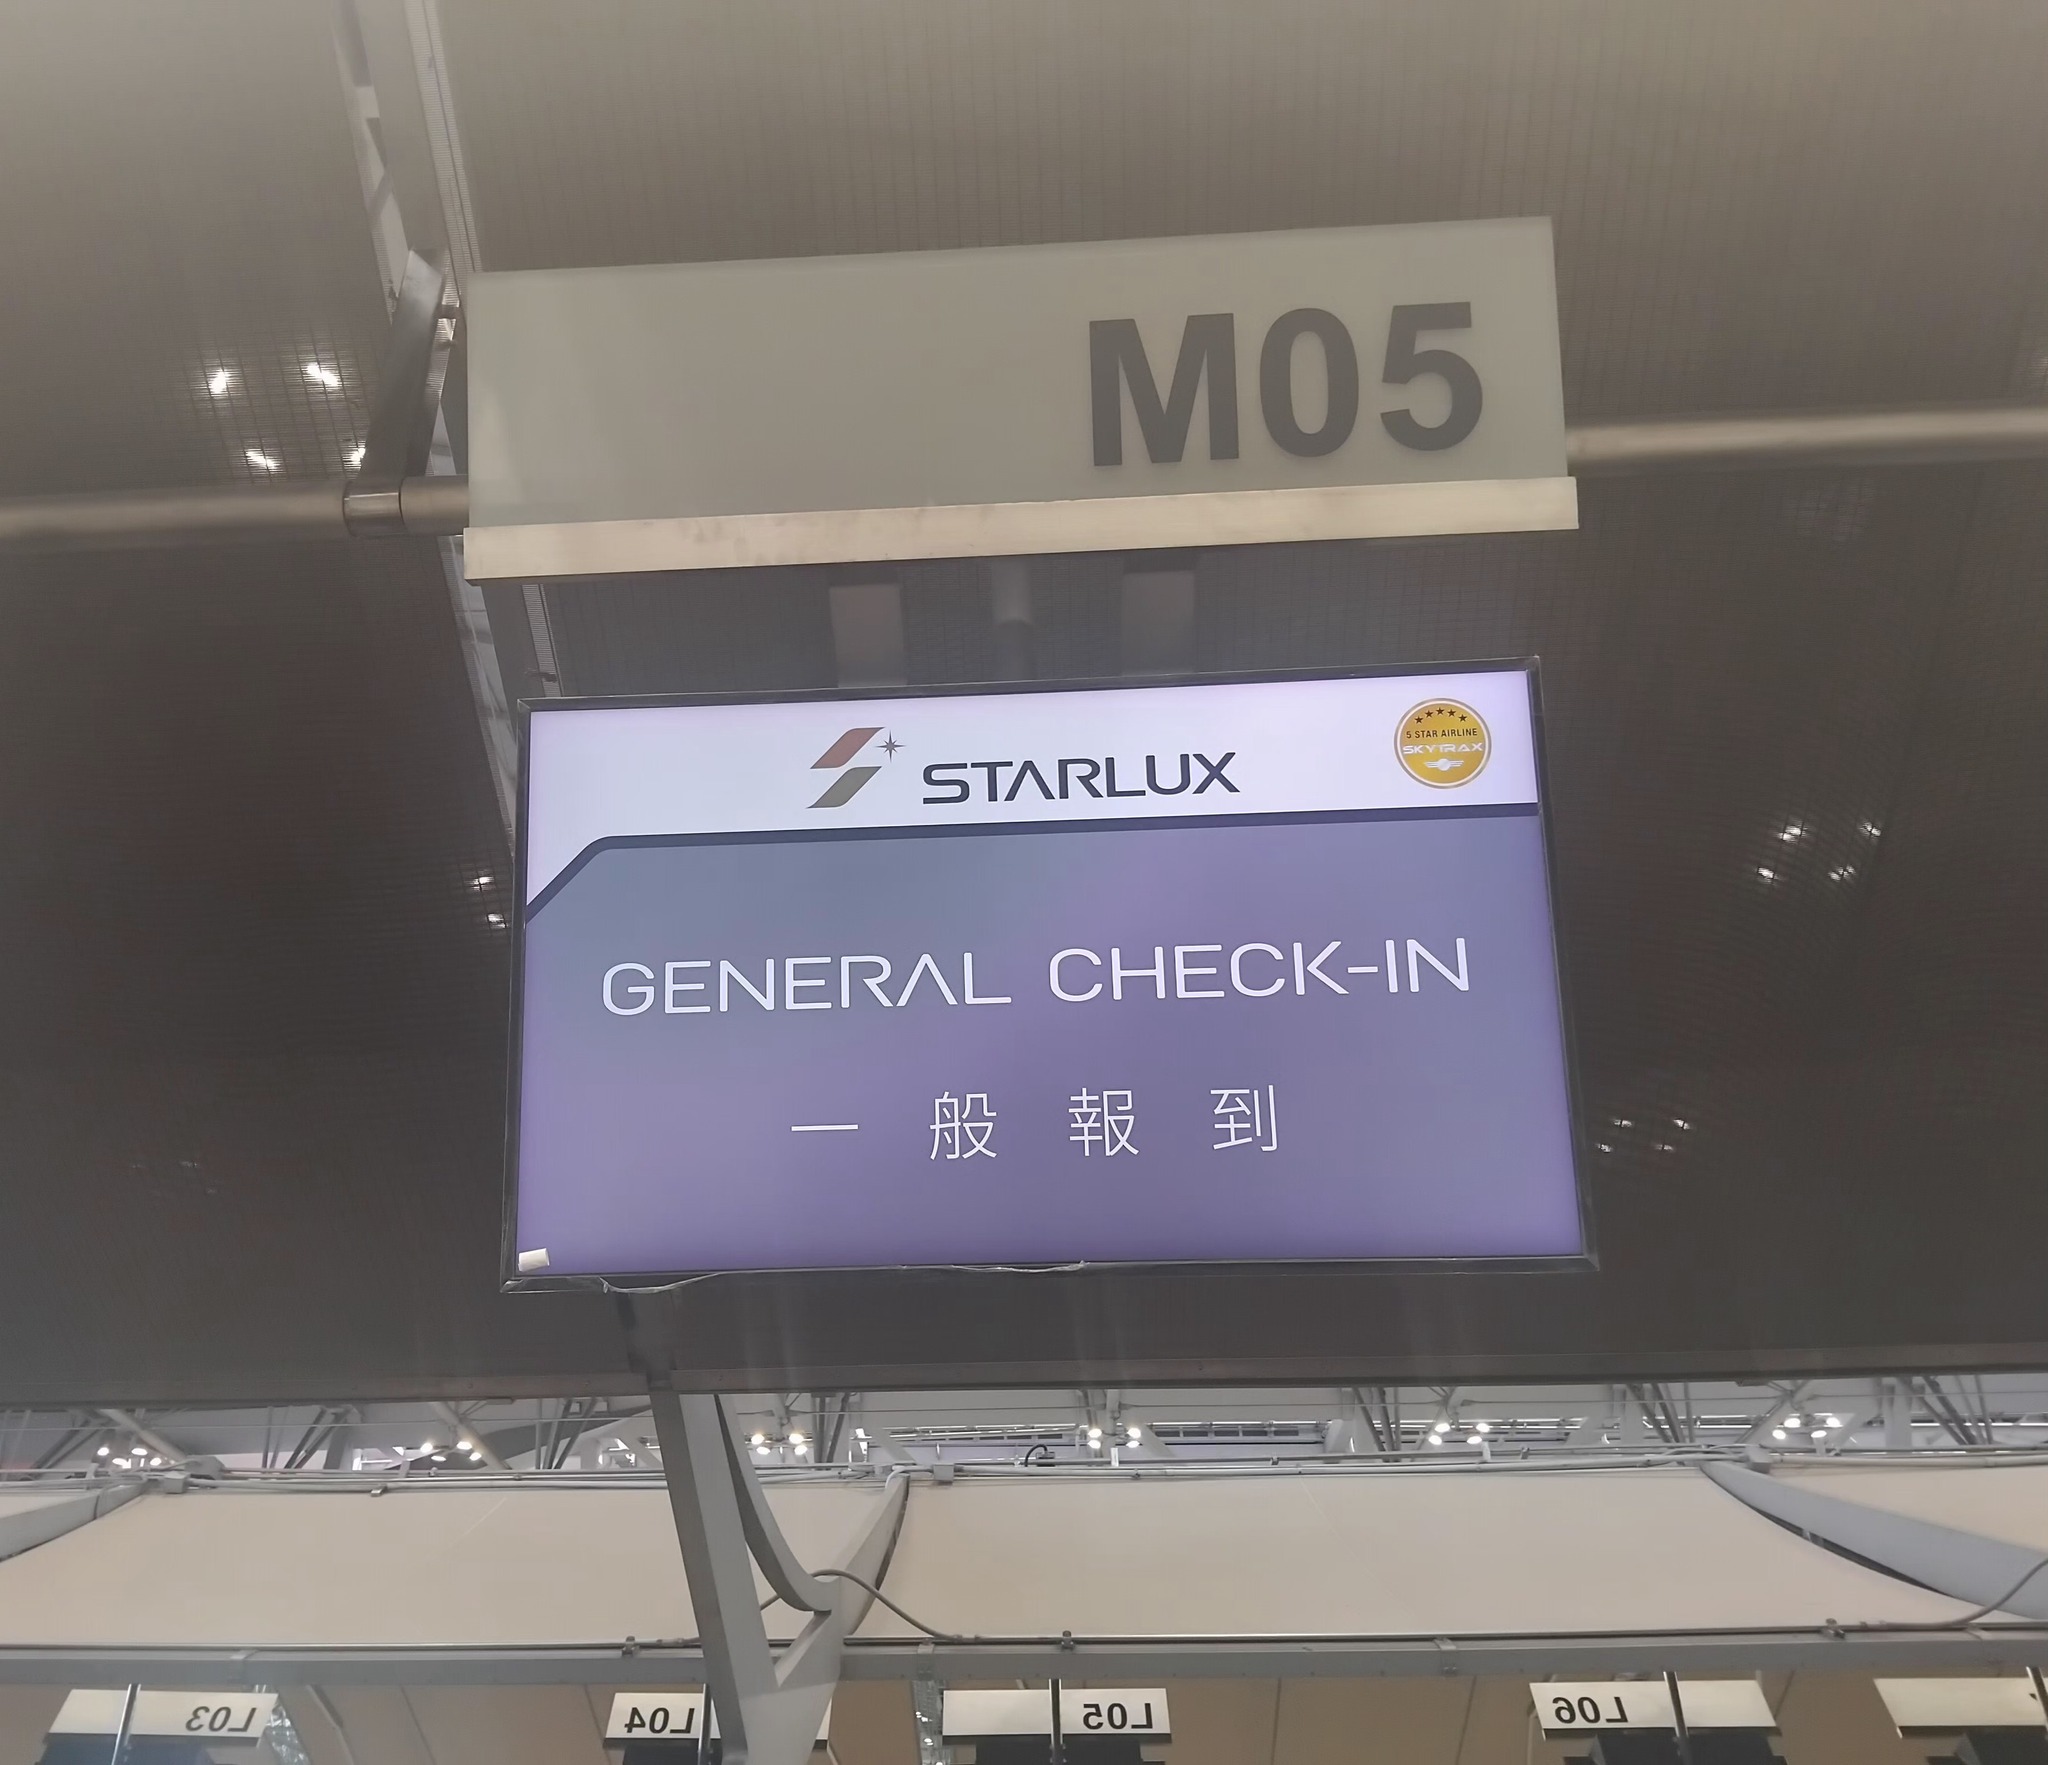 M05
STARLUX
5 STAR AIRLINE
SKYTRAX
GENERAL CHECK-IN
一般報到
L03
L04
L05
L06